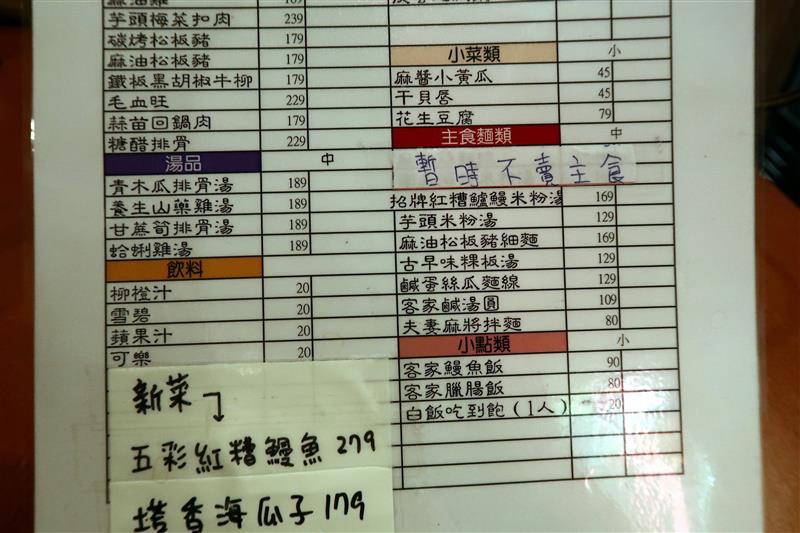 麻油雞 189
芋頭梅菜扣肉 239
碳烤松板豬 179
麻油松板豬 179
鐵板黑胡椒牛柳 179
毛血旺 229
蒜苗回鍋肉 179
糖醋排骨 229
湯品 中
青木瓜排骨湯 189
養生山藥雞湯 189
甘蔗筍排骨湯 189
蛤蜊雞湯 189
飲料
柳橙汁 20
雪碧 20
蘋果汁 20
可樂 20
新菜
五彩紅糟鰻魚 279
塔香海瓜子 179
小菜類 小
麻醬小黃瓜 45
干貝唇 45
花生豆腐 79
主食麵類 中
暫時不賣主食
招牌紅糟鱸鰻米粉湯 169
芋頭米粉湯 129
麻油松板豬細麵 169
古早味粿板湯 129
鹹蛋絲瓜麵線 129
客家鹹湯圓 109
夫妻麻將拌麵 80
小點類 小
客家鰻魚飯 90
客家臘腸飯 80
白飯吃到飽(1人) 20